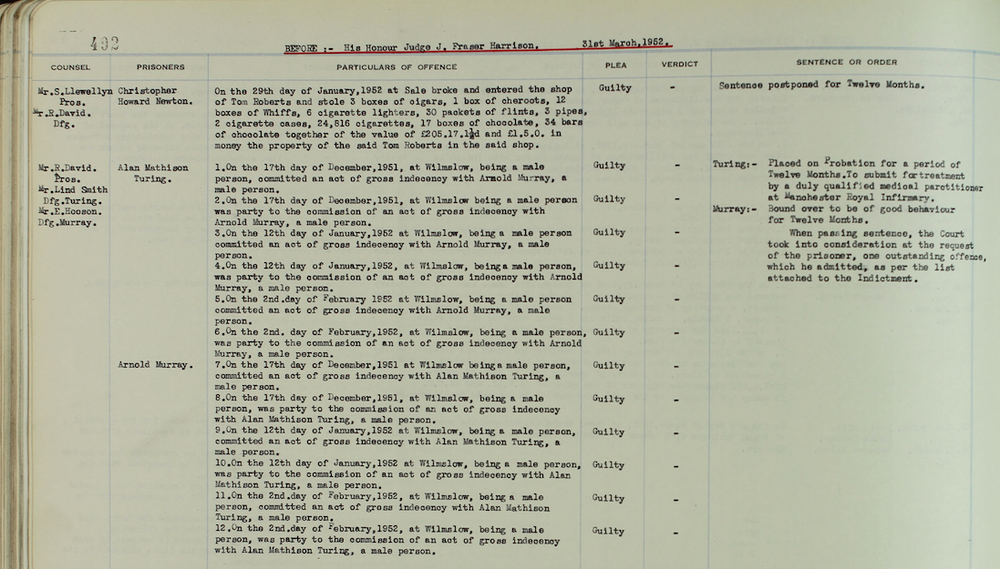 492
BEFORE :- His Honour Judge J. Fraser Harrison, 31st March,1952.
COUNSEL PRISONERS PARTICULARS OF OFFENCE PLEA VERDICT SENTENCE OR ORDER
Mr.S.Llewellyn
Pros.
Mr.R.David.
Dfg.
Christopher
Howard Newton.
On the 29th day of January,1952 at Sale broke and entered the shop
of Tom Roberts and stole 3 boxes of cigars, 1 box of cheroots, 12
boxes of Whiffs, 6 cigarette lighters, 30 packets of flints, 3 pipes,
2 cigarette cases, 24,816 cigarettes, 17 boxes of chocolate, 34 bars
of chocolate together of the value of £205.17.1½d and £1.5.0. in
money the property of the said Tom Roberts in the said shop.
Guilty
-
Sentence postponed for Twelve Months.
Mr.R.David.
Pros.
Mr.Lind Smith
Dfg.Turing.
Mr.E.Hooson.
Dfg.Murray.
Alan Mathison
Turing.
1.On the 17th day of December,1951, at Wilmslow, being a male
person, committed an act of gross indecency with Arnold Murray, a
male person.
Guilty
-
2.On the 17th day of December,1951, at Wilmslow being a male person
was party to the commission of an act of gross indecency with
Arnold Murray, a male person.
Guilty
-
3.On the 12th day of January,1952 at Wilmslow, being a male person
committed an act of gross indecency with Arnold Murray, a male
person.
Guilty
-
4.On the 12th day of January,1952, at Wilmslow, beinga male person,
was party to the commission of an act of gross indecency with Arnold
Murray, a male person.
Guilty
-
5.On the 2nd.day of February 1952 at Wilmslow, being a male person
committed an act of gross indecency with Arnold Murray, a male
person.
Guilty
-
6.On the 2nd. day of February,1952, at Wilmslow, being a male person,
was party to the commission of an act of gross indecency with Arnold
Murray, a male person.
Guilty
-
Turing:- Placed on Probation for a period of
Twelve Months.To submit for treatment
by a duly qualified medical parctitioner
at Manchester Royal Infirmary.
Murray:- Bound over to be of good behaviour
for Twelve Months.
When passing sentence, the Court
took into consideration at the request
of the prisoner, one outstanding offence,
which he admitted, as per the list
attached to the Indictment.
Arnold Murray.
7.On the 17th day of December,1951 at Wilmslow beinga male person,
committed an act of gross indecency with Alan Mathison Turing, a
male person.
Guilty
-
8.On the 17th day of December,1951, at Wilmslow, being a male
person, was party to the commission of an act of gross indecency
with Alan Mathison Turing, a male person.
Guilty
-
9.On the 12th day of January,1952 at Wilmslow, being a male person,
committed an act of gross indecency with Alan Mathison Turing, a
male person.
Guilty
-
10.On the 12th day of January,1952 at Wilmslow, being a male person,
was party to the commission of an act of gross indecency with Alan
Mathison Turing, a male person.
Guilty
-
11.On the 2nd.day of February,1952, at Wilmslow, being a male
person, committed an act of gross indecency with Alan Mathison
Turing, a male person.
Guilty
-
12.On the 2nd.day of February,1952, at Wilmslow, being a male
person, was party to the commission of an act of gross indecency
with Alan Mathison Turing, a male person.
Guilty
-